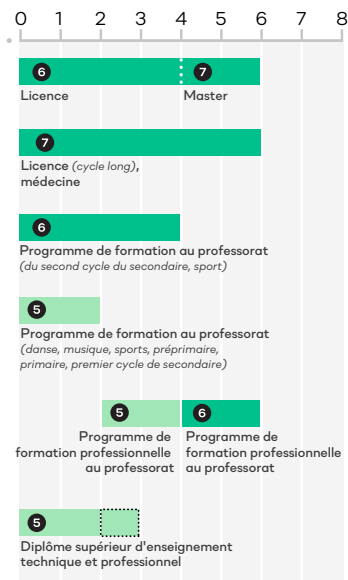 0 1 2 3 4 5 6 7 8
6 7
Licence Master
7
Licence (cycle long),
médecine
6
Programme de formation au professorat
(du second cycle du secondaire, sport)
5
Programme de formation au professorat
(danse, musique, sports, préprimaire,
primaire, premier cycle de secondaire)
5 6
Programme de Programme de
formation professionnelle formation professionnelle
au professorat au professorat
5
Diplôme supérieur d'enseignement
technique et professionnel